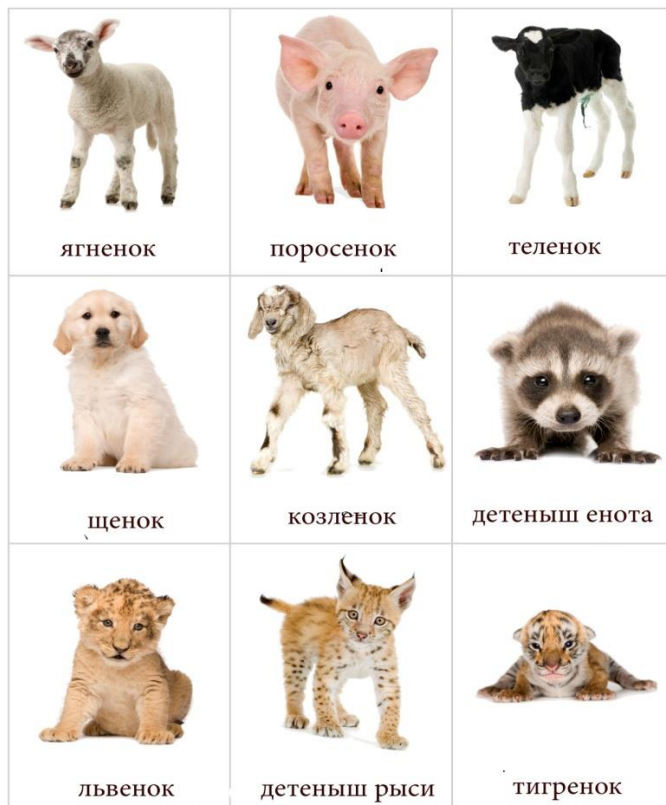 ягненок
поросенок
теленок
щенок
козленок
детеныш енота
львенок
детеныш рыси
тигренок